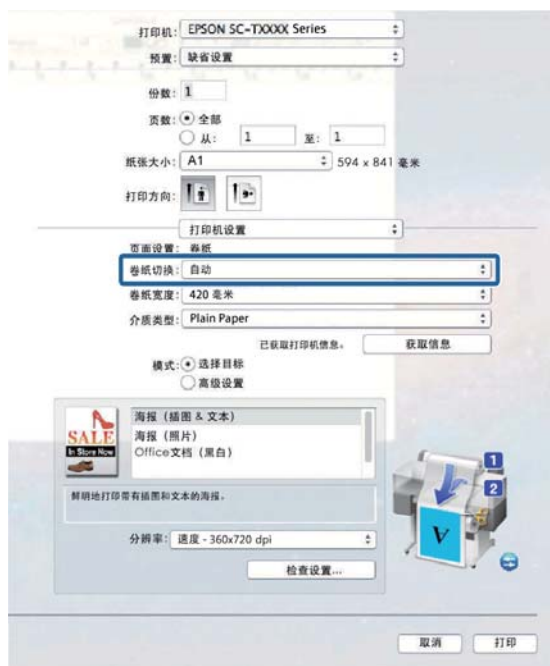 打印机: EPSON SC-TXXXX Series
预置: 缺省设置
份数: 1
页数: 全部
从: 1 至: 1
纸张大小: A1 594 x 841 毫米
打印方向:
打印机设置
页面设置: 卷纸
卷纸切换: 自动
卷纸宽度: 420 毫米
介质类型: Plain Paper
已获取打印机信息。 获取信息
模式: 选择目标
高级设置
SALE
In Store Now
海报 (插图 & 文本)
海报 (照片)
Office文档 (黑白)
鲜明地打印带有插图和文本的海报。
1
2
A
分辨率: 速度 - 360x720 dpi
检查设置...
取消 打印